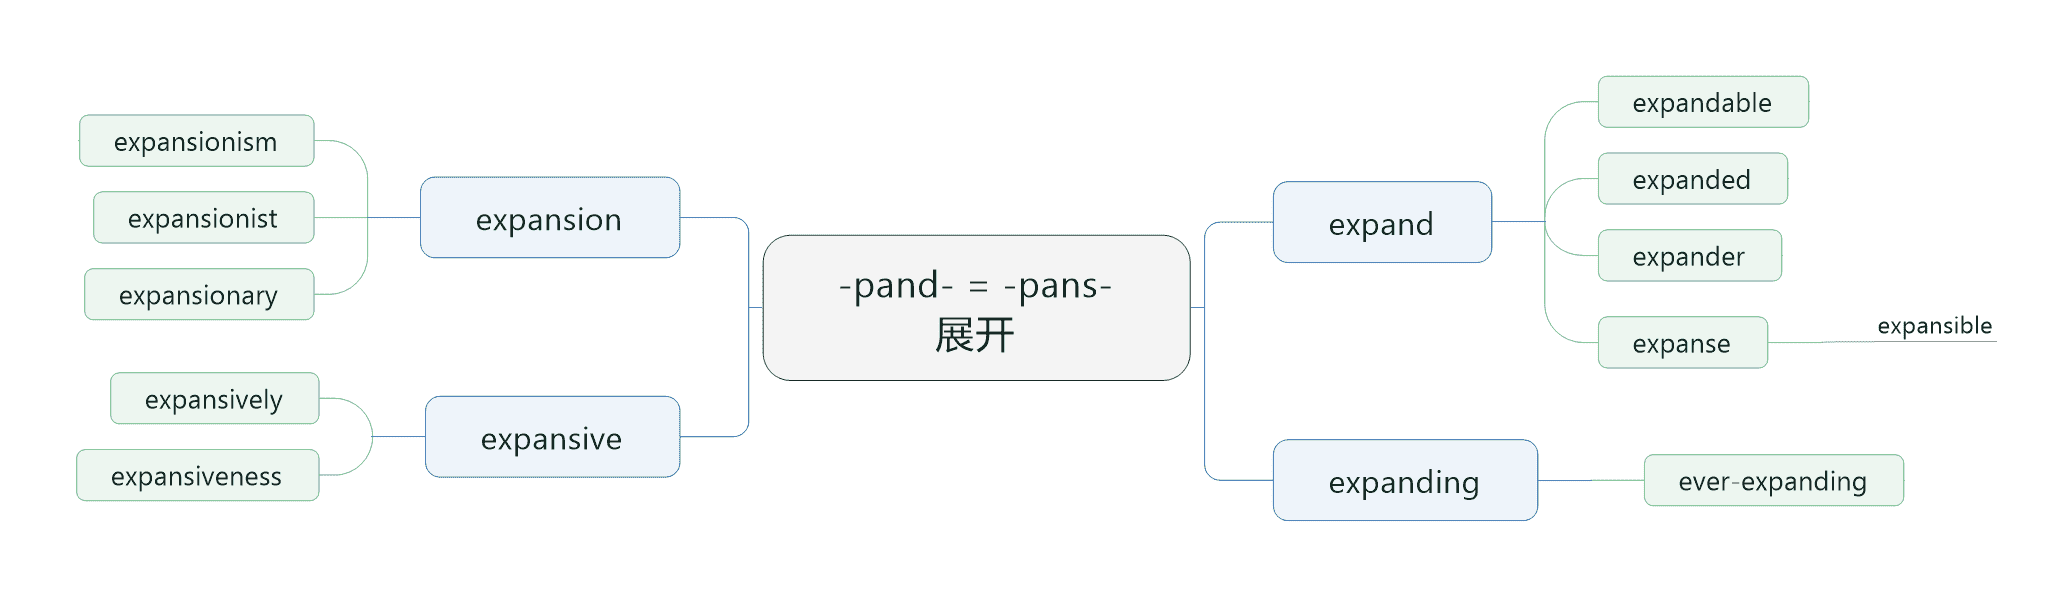 -pand- = -pans-
展开
expand
expandable
expanded
expander
expanse
expansible
expanding
ever-expanding
expansion
expansionism
expansionist
expansionary
expansive
expansively
expansiveness